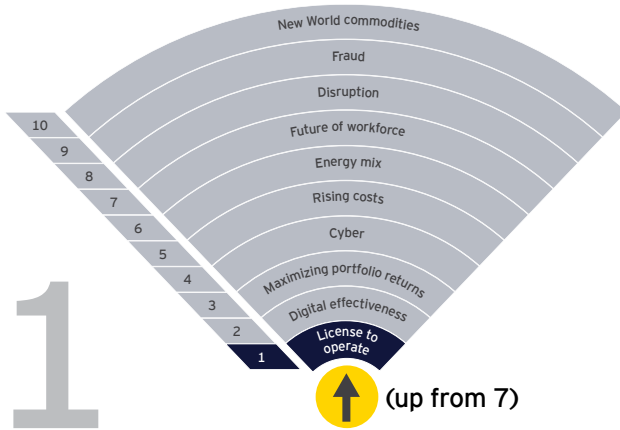 New World commodities
Fraud
Disruption
Future of workforce
Energy mix
Rising costs
Cyber
Maximizing portfolio returns
Digital effectiveness
License to
operate
10
9
8
7
6
5
4
3
2
1
1
(up from 7)